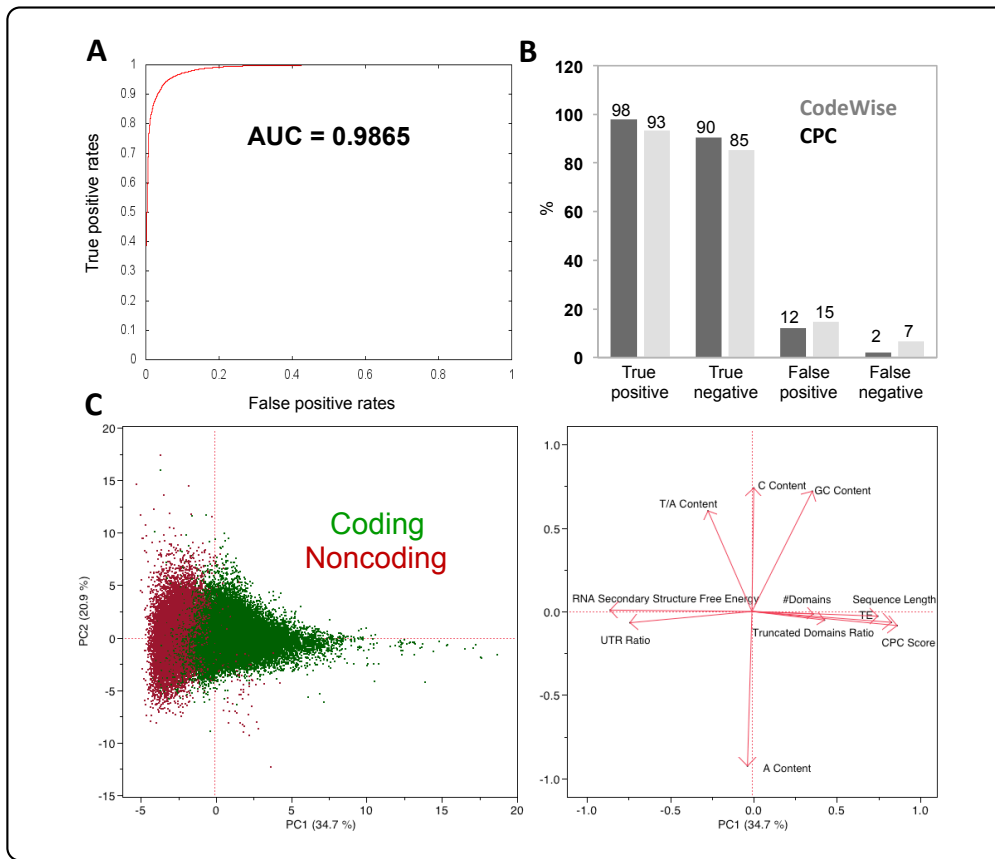 A
1
0.9
0.8
0.7
0.6
0.5
0.4
0.3
0.2
0.1
0
True positive rates
AUC = 0.9865
0 0.2 0.4 0.6 0.8 1
False positive rates
B
120
100
80
60
40
20
0
%
CodeWise
CPC
98 93 90 85 12 15 2 7
True positive
True negative
False positive
False negative
C
20
15
10
5
0
-5
-10
-15
PC2 (20.9 %)
Coding
Noncoding
-5 0 5 10 15 20
PC1 (34.7 %)
1.0
0.5
0.0
-0.5
-1.0
C Content
GC Content
T/A Content
RNA Secondary Structure Free Energy
#Domains
Sequence Length
TE
UTR Ratio
Truncated Domains Ratio
CPC Score
A Content
-1.0 -0.5 0.0 0.5 1.0
PC1 (34.7 %)